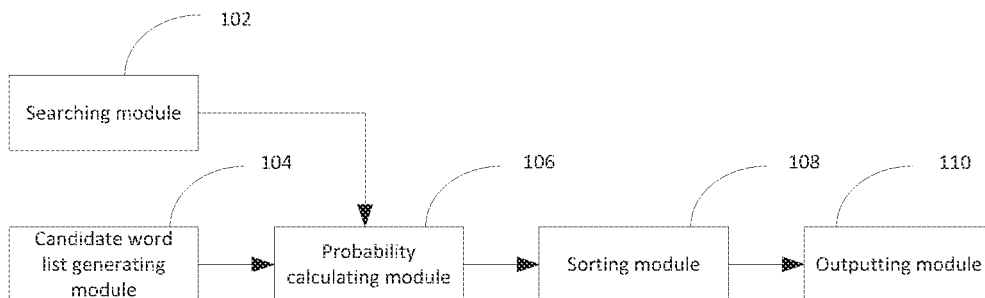 102
Searching module
104
106
108
110
Candidate word
list generating
module
Probability
calculating module
Sorting module
Outputting module